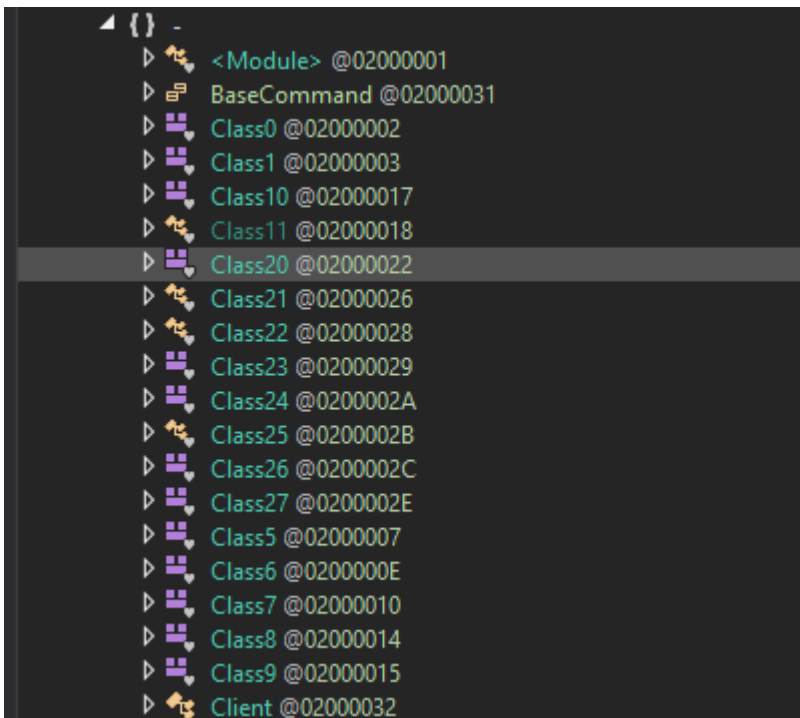 { } -
<Module> @02000001
BaseCommand @02000031
Class0 @02000002
Class1 @02000003
Class10 @02000017
Class11 @02000018
Class20 @02000022
Class21 @02000026
Class22 @02000028
Class23 @02000029
Class24 @0200002A
Class25 @0200002B
Class26 @0200002C
Class27 @0200002E
Class5 @02000007
Class6 @0200000E
Class7 @02000010
Class8 @02000014
Class9 @02000015
Client @02000032